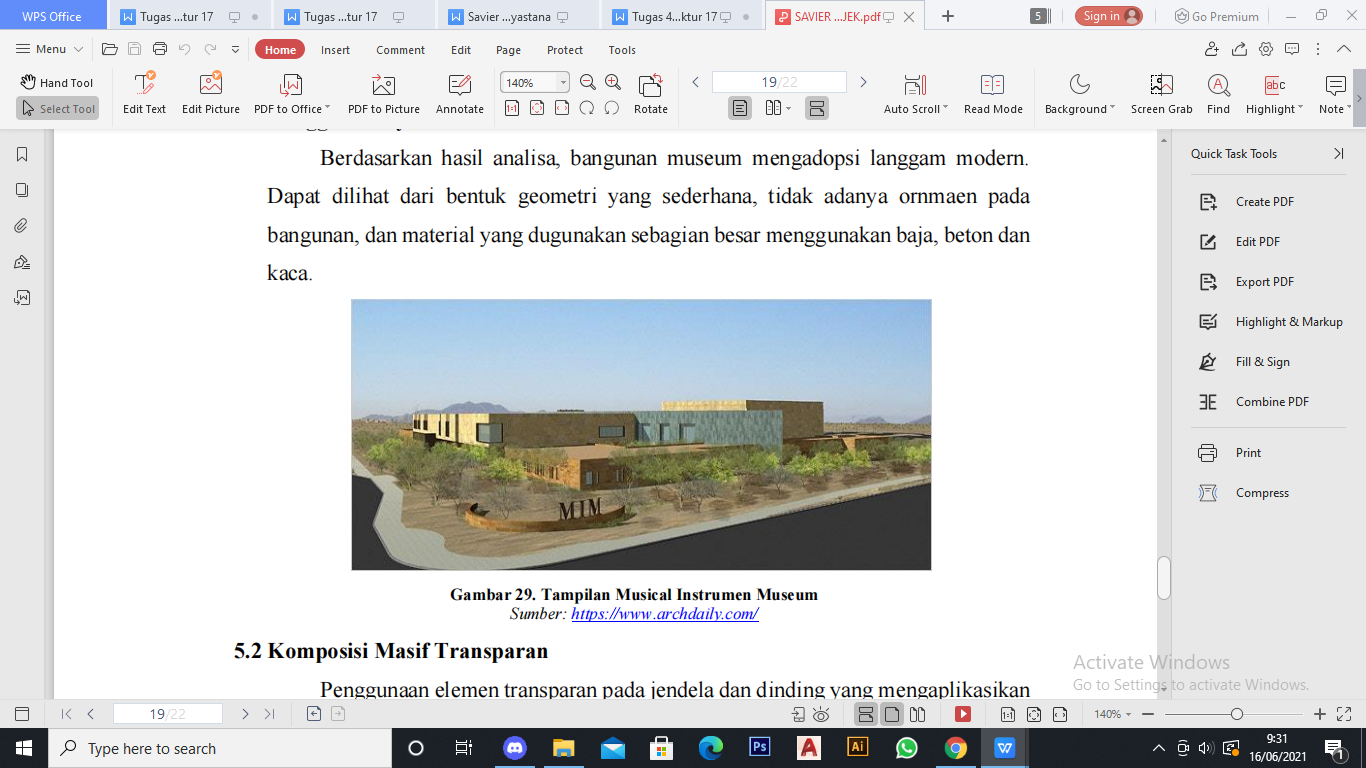 WPS Office
Tugas ...tur 17
Tugas ...tur 17
Savier ...yastana
Tugas 4...ktur 17
SAVIER ...JEK.pdf
5
Sign in
Go Premium
Menu
Home
Insert
Comment
Edit
Page
Protect
Tools
Hand Tool
Select Tool
Edit Text
Edit Picture
PDF to Office
PDF to Picture
Annotate
140%
Rotate
19/22
Auto Scroll
Read Mode
Background
Screen Grab
Find
Highlight
Note
Berdasarkan hasil analisa, bangunan museum mengadopsi langgam modern.
Dapat dilihat dari bentuk geometri yang sederhana, tidak adanya ornmaen pada
bangunan, dan material yang dugunakan sebagian besar menggunakan baja, beton dan
kaca.
MIM
Gambar 29. Tampilan Musical Instrumen Museum
Sumber: https://www.archdaily.com/
5.2 Komposisi Masif Transparan
Penggunaan elemen transparan pada jendela dan dinding yang mengaplikasikan
Quick Task Tools
Create PDF
Edit PDF
Export PDF
Highlight & Markup
Fill & Sign
Combine PDF
Print
Compress
Activate Windows
Go to Settings to activate Windows.
19/22
140%
Type here to search
Ps
A
Ai
9:31
16/06/2021
1